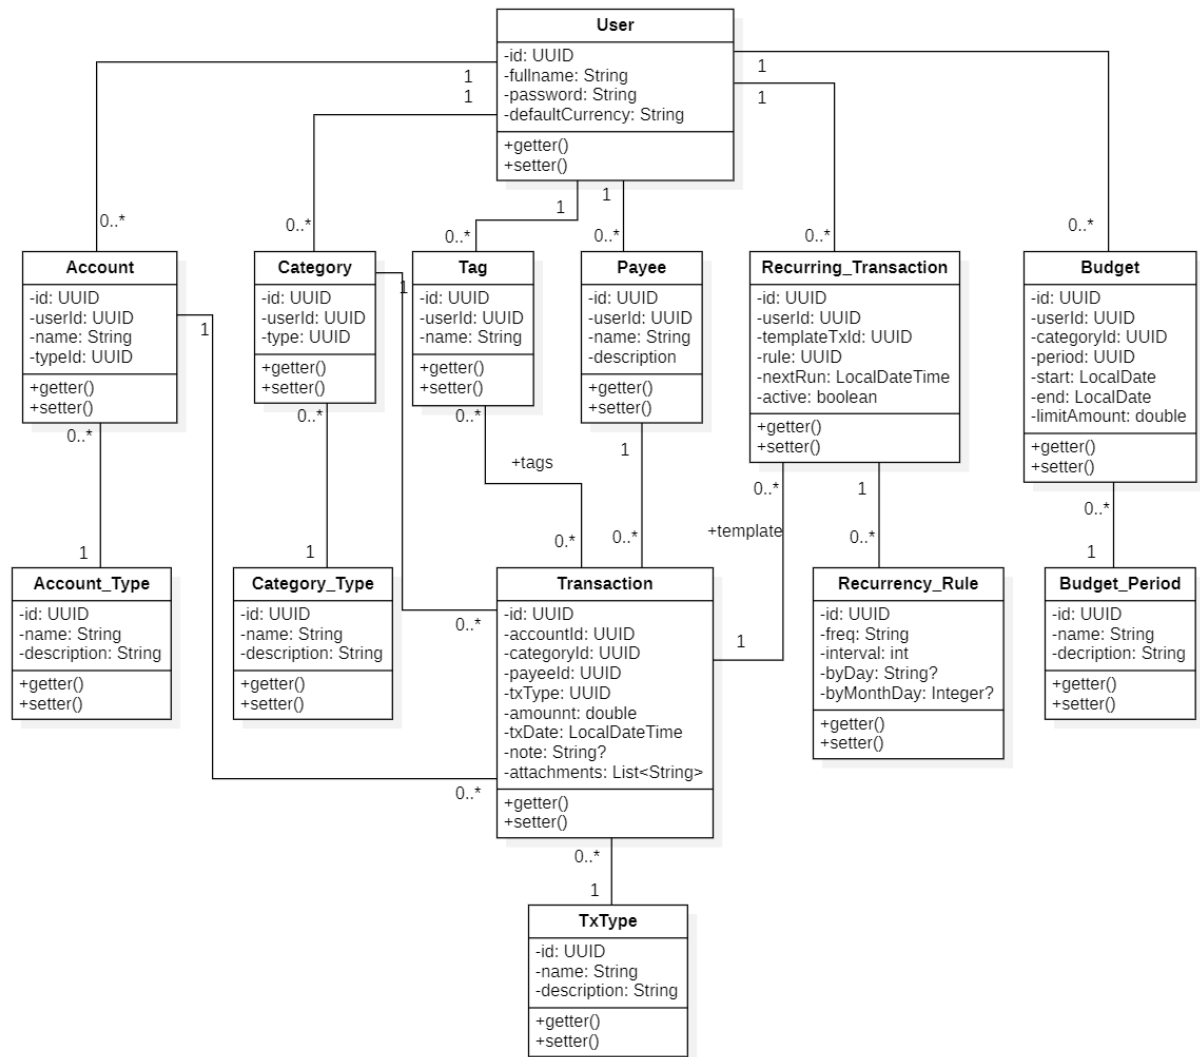 User
-id: UUID
-fullname: String
-password: String
-defaultCurrency: String
+getter()
+setter()
1
1
1
1
1
1
0..*
0..*
0..*
0..*
0..*
0..*
Account
-id: UUID
-userId: UUID
-name: String
-typeId: UUID
+getter()
+setter()
1
0..*
Category
-id: UUID
-userId: UUID
-type: UUID
+getter()
+setter()
1
0..*
Tag
-id: UUID
-userId: UUID
-name: String
+getter()
+setter()
0..*
Payee
-id: UUID
-userId: UUID
-name: String
-description
+getter()
+setter()
1
Recurring_Transaction
-id: UUID
-userId: UUID
-templateTxId: UUID
-rule: UUID
-nextRun: LocalDateTime
-active: boolean
+getter()
+setter()
0..*
1
Budget
-id: UUID
-userId: UUID
-categoryId: UUID
-period: UUID
-start: LocalDate
-end: LocalDate
-limitAmount: double
+getter()
+setter()
0..*
+tags
+template
1
1
0.*
0..*
0..*
1
Account_Type
-id: UUID
-name: String
-description: String
+getter()
+setter()
Category_Type
-id: UUID
-name: String
-description: String
+getter()
+setter()
0..*
0..*
Transaction
-id: UUID
-accountId: UUID
-categoryId: UUID
-payeeId: UUID
-txType: UUID
-amounnt: double
-txDate: LocalDateTime
-note: String?
-attachments: List<String>
+getter()
+setter()
1
Recurrency_Rule
-id: UUID
-freq: String
-interval: int
-byDay: String?
-byMonthDay: Integer?
+getter()
+setter()
Budget_Period
-id: UUID
-name: String
-decription: String
+getter()
+setter()
0..*
1
TxType
-id: UUID
-name: String
-description: String
+getter()
+setter()